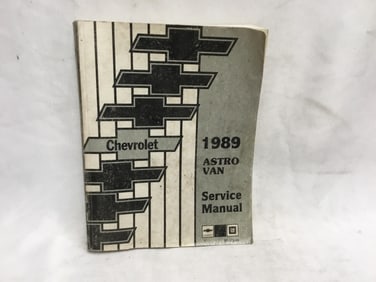 Chevrolet
1989
ASTRO
VAN
Service
Manual